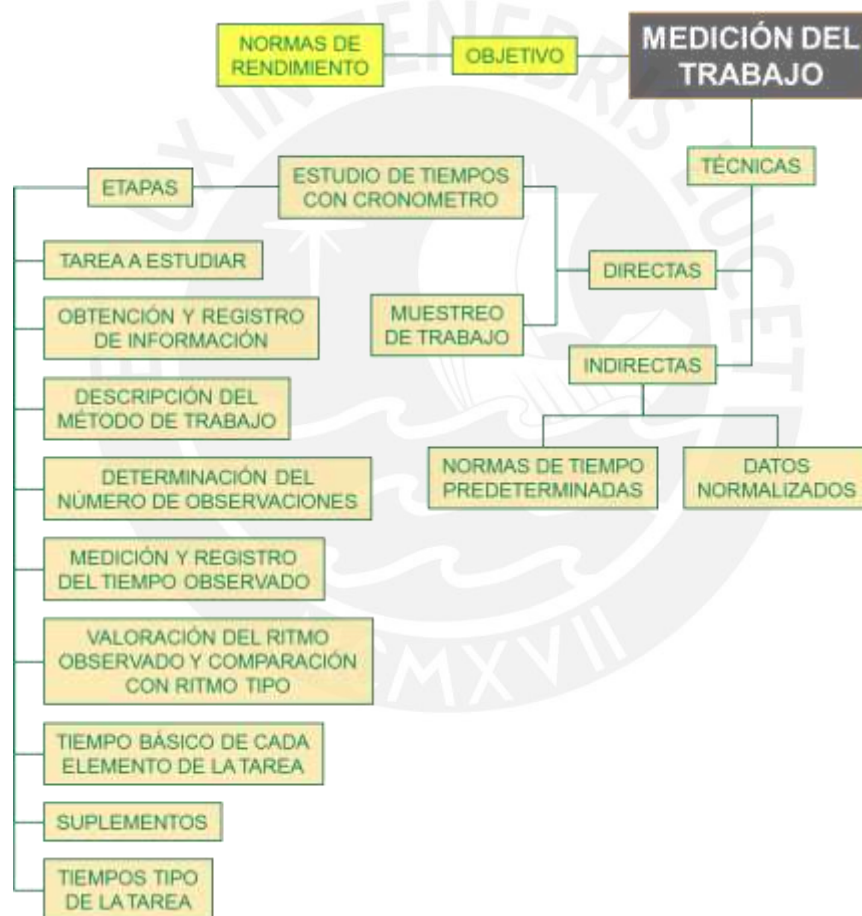 MEDICIÓN DEL
TRABAJO
OBJETIVO
NORMAS DE
RENDIMIENTO
TÉCNICAS
DIRECTAS
ESTUDIO DE TIEMPOS
CON CRONOMETRO
MUESTREO
DE TRABAJO
INDIRECTAS
NORMAS DE TIEMPO
PREDETERMINADAS
DATOS
NORMALIZADOS
ETAPAS
TAREA A ESTUDIAR
OBTENCIÓN Y REGISTRO
DE INFORMACIÓN
DESCRIPCIÓN DEL
MÉTODO DE TRABAJO
DETERMINACIÓN DEL
NÚMERO DE OBSERVACIONES
MEDICIÓN Y REGISTRO
DEL TIEMPO OBSERVADO
VALORACIÓN DEL RITMO
OBSERVADO Y COMPARACIÓN
CON RITMO TIPO
TIEMPO BÁSICO DE CADA
ELEMENTO DE LA TAREA
SUPLEMENTOS
TIEMPOS TIPO
DE LA TAREA